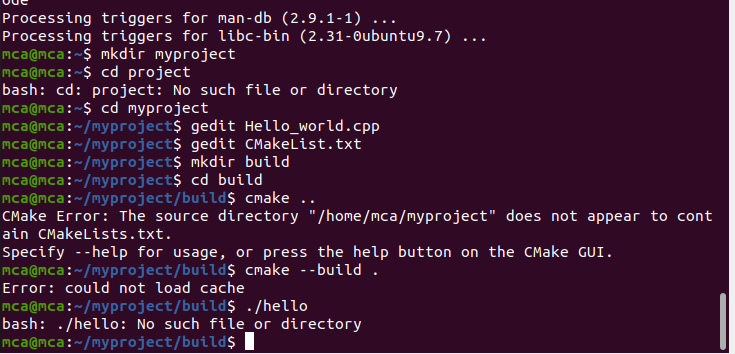 ode
Processing triggers for man-db (2.9.1-1) ...
Processing triggers for libc-bin (2.31-0ubuntu9.7) ...
mca@mca:~$ mkdir myproject
mca@mca:~$ cd project
bash: cd: project: No such file or directory
mca@mca:~$ cd myproject
mca@mca:~/myproject$ gedit Hello_world.cpp
mca@mca:~/myproject$ gedit CMakeList.txt
mca@mca:~/myproject$ mkdir build
mca@mca:~/myproject$ cd build
mca@mca:~/myproject/build$ cmake ..
CMake Error: The source directory "/home/mca/myproject" does not appear to cont
ain CMakeLists.txt.
Specify --help for usage, or press the help button on the CMake GUI.
mca@mca:~/myproject/build$ cmake --build .
Error: could not load cache
mca@mca:~/myproject/build$ ./hello
bash: ./hello: No such file or directory
mca@mca:~/myproject/build$